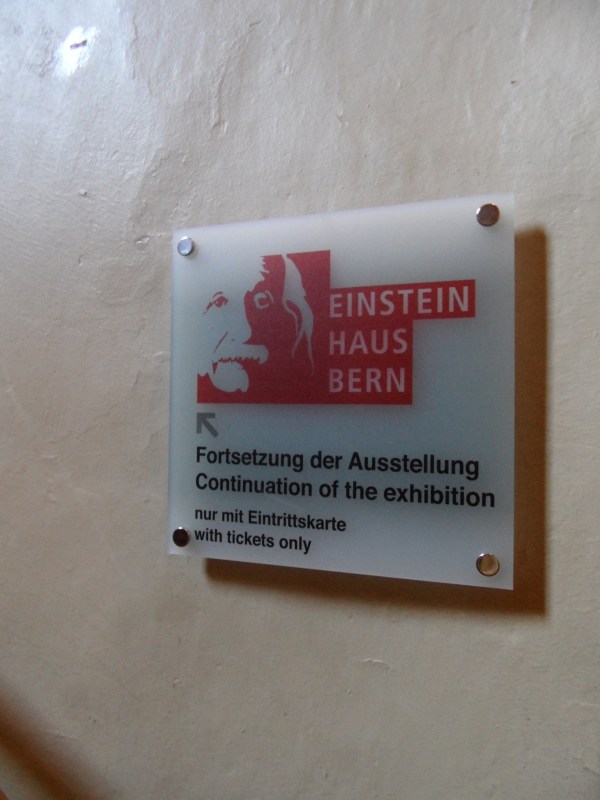 EINSTEIN
HAUS
BERN
Fortsetzung der Ausstellung
Continuation of the exhibition
nur mit Eintrittskarte
with tickets only